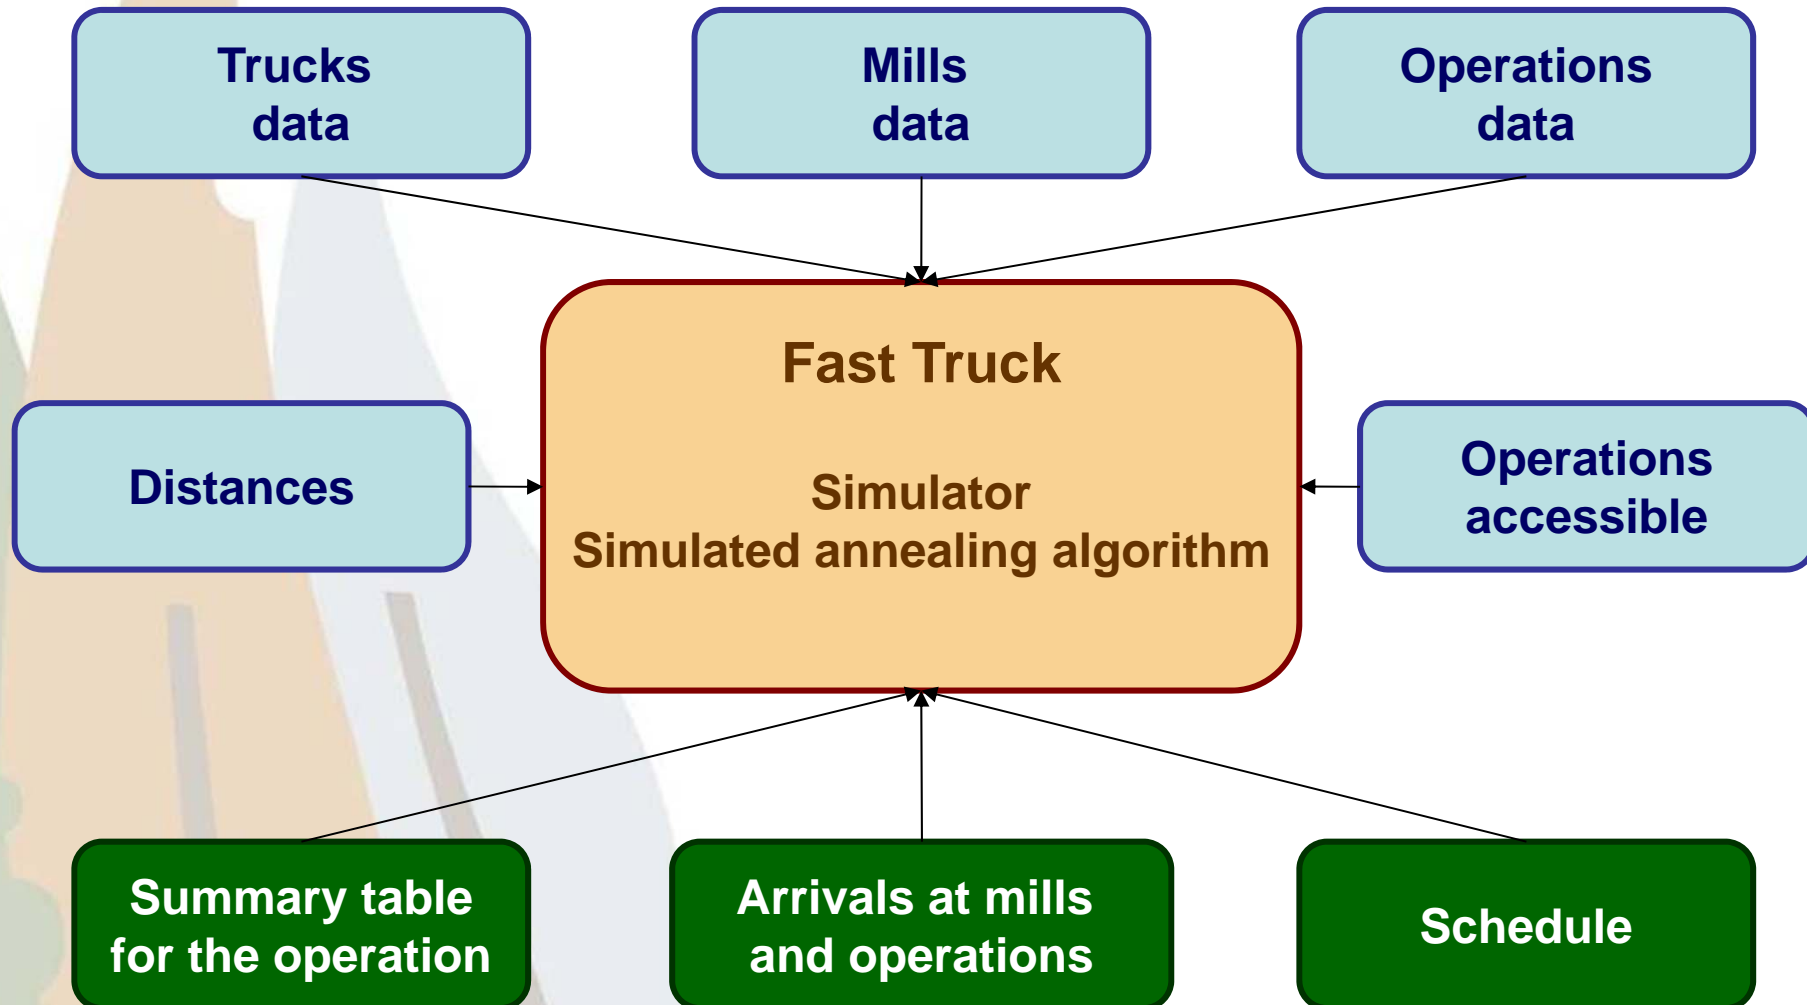 Trucks
data
Mills
data
Operations
data
Fast Truck
Simulator
Simulated annealing algorithm
Distances
Operations
accessible
Summary table
for the operation
Arrivals at mills
and operations
Schedule